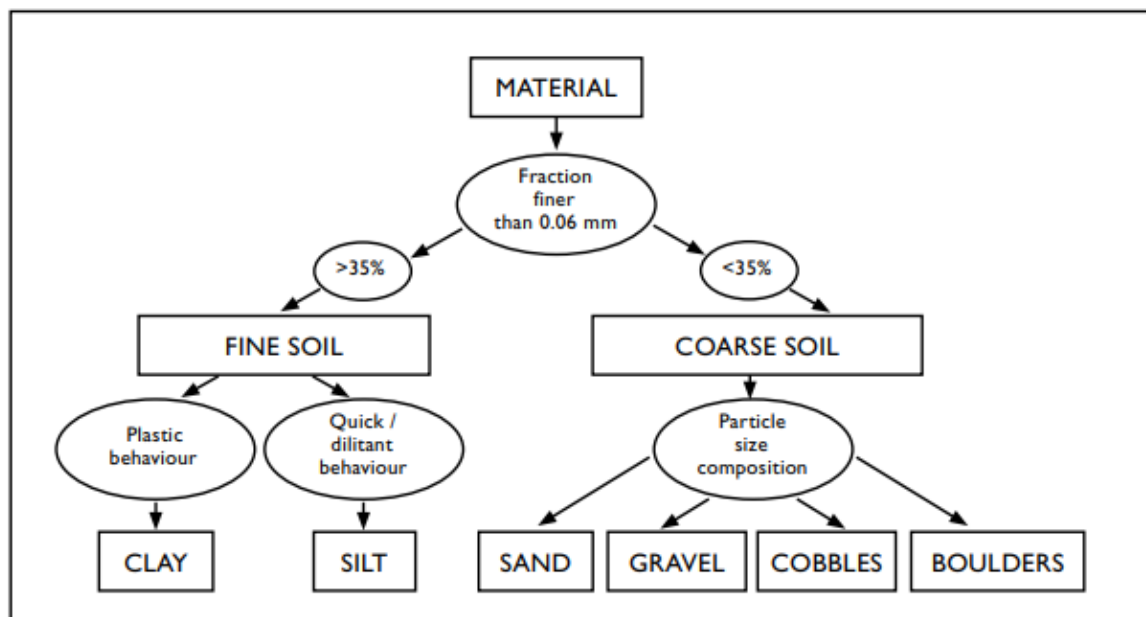 MATERIAL
Fraction
finer
than 0.06 mm
>35%
<35%
FINE SOIL
COARSE SOIL
Plastic
behaviour
Quick /
dilitant
behaviour
Particle
size
composition
CLAY
SILT
SAND
GRAVEL
COBBLES
BOULDERS